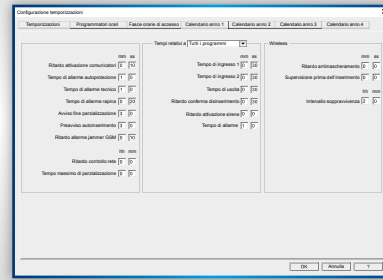 Configurazione temporizzazioni
Temporizzazioni Programmatori orari Fasce orarie di accesso Calendario anno 1 Calendario anno 2 Calendario anno 3 Calendario anno 4
mm ss
Ritardo attivazione comunicatori 0 10
Tempo di allarme autoprotezione 1 0
Tempo di allarme tecnico 1 0
Tempo di allarme rapina 0 20
Avviso fine parzializzazione 3 0
Preavviso autoinserimento 3 0
Ritardo allarme jammer GSM 0 10
hh mm
Ritardo controllo rete 0 0
Tempo massimo di parzializzazione 0 0
Tempi relativi a Tutti i programmi
mm ss
Tempo di ingresso 1 0 30
Tempo di ingresso 2 0 30
Tempo di uscita 0 30
Ritardo conferma disinserimento 0 30
Ritardo attivazione sirene 0 0
Tempo di allarme 1 0
Wireless
mm ss
Ritardo antimascheramento 0 0
Supervisione prima dell'inserimento 0 0
hh mm
Intervallo sopravvivenza 2 0
OK Annulla ?